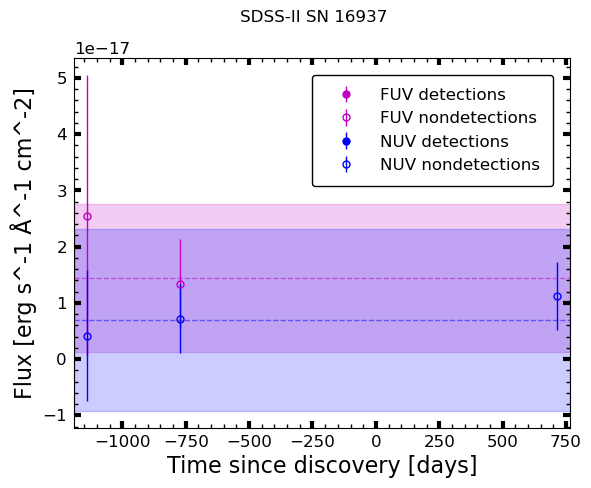 SDSS-II SN 16937
1e−17
5
4
3
2
1
0
−1
Flux [erg s^-1 Å^-1 cm^-2]
FUV detections
FUV nondetections
NUV detections
NUV nondetections
−1000 −750 −500 −250 0 250 500 750
Time since discovery [days]